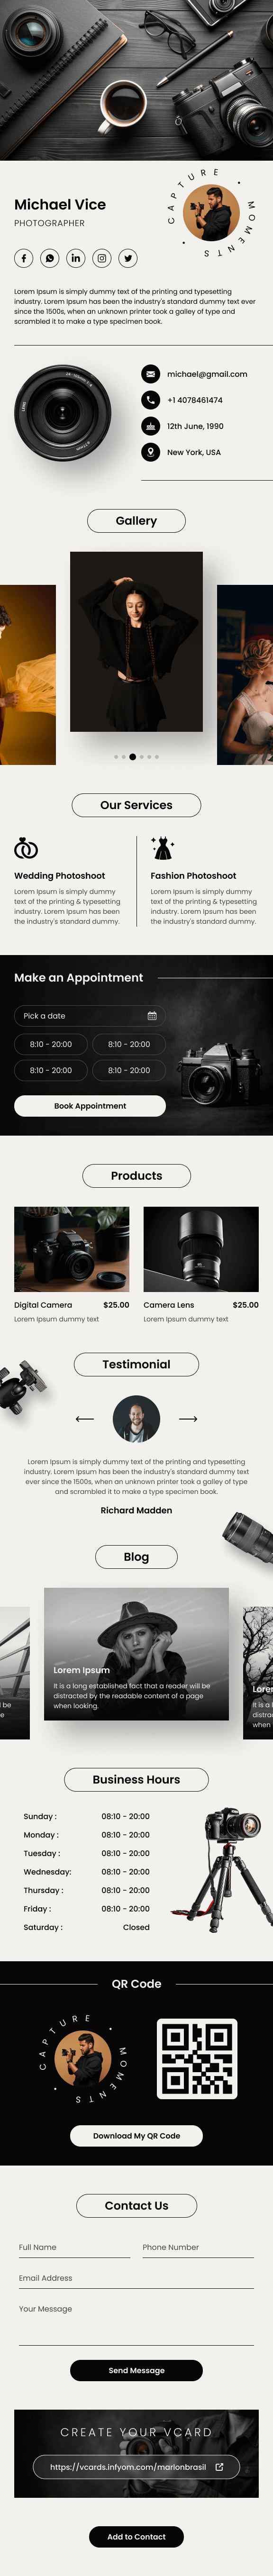 CAPTURE
MOMENTS
Michael Vice
PHOTOGRAPHER
Lorem Ipsum is simply dummy text of the printing and typesetting
industry. Lorem Ipsum has been the industry's standard dummy text ever
since the 1500s, when an unknown printer took a galley of type and
scrambled it to make a type specimen book.
michael@gmail.com
+1 4078461474
12th June, 1990
New York, USA
Gallery
Our Services
Wedding Photoshoot
Lorem Ipsum is simply dummy
text of the printing & typesetting
industry. Lorem Ipsum has been
the industry's standard dummy.
Fashion Photoshoot
Lorem Ipsum is simply dummy
text of the printing & typesetting
industry. Lorem Ipsum has been
the industry's standard dummy.
Make an Appointment
Pick a date
8:10 - 20:00
8:10 - 20:00
8:10 - 20:00
8:10 - 20:00
Book Appointment
Products
Digital Camera
$25.00
Lorem Ipsum dummy text
Camera Lens
$25.00
Lorem Ipsum dummy text
Testimonial
Lorem Ipsum is simply dummy text of the printing and typesetting
industry. Lorem Ipsum has been the industry's standard dummy text
ever since the 1500s, when an unknown printer took a galley of type
and scrambled it to make a type specimen book.
Richard Madden
Blog
Lorem Ipsum
It is a long established fact that a reader will be
distracted by the readable content of a page
when looking.
be
Lorem
It is a l
distrac
when
Business Hours
Sunday :
08:10 - 20:00
Monday :
08:10 - 20:00
Tuesday :
08:10 - 20:00
Wednesday:
08:10 - 20:00
Thursday :
08:10 - 20:00
Friday :
08:10 - 20:00
Saturday :
Closed
QR Code
CAPTURE
MOMENTS
Download My QR Code
Contact Us
Full Name
Phone Number
Email Address
Your Message
Send Message
CREATE YOUR VCARD
https://vcards.infyom.com/marlonbrasil
Add to Contact